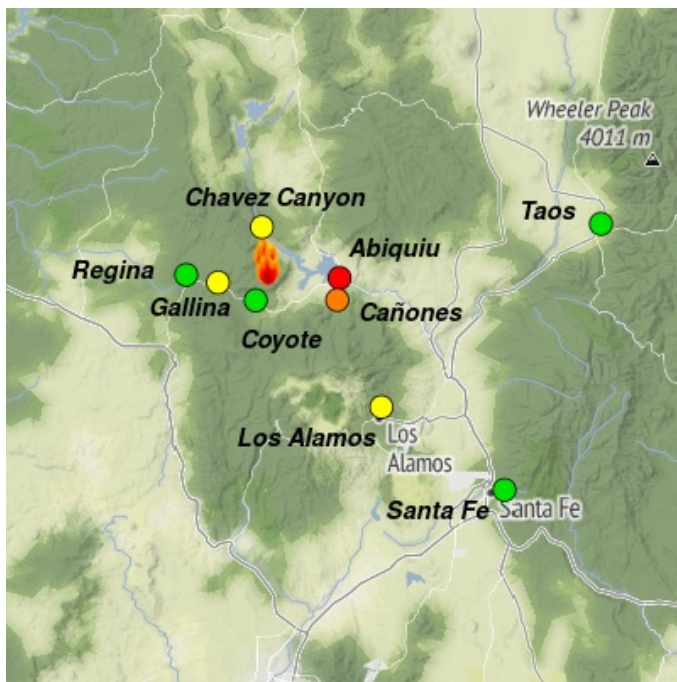 Wheeler Peak
4011 m
Chavez Canyon
Taos
Abiquiu
Regina
Gallina
Cañones
Coyote
Los Alamos
Los
Alamos
Santa Fe
Santa Fe